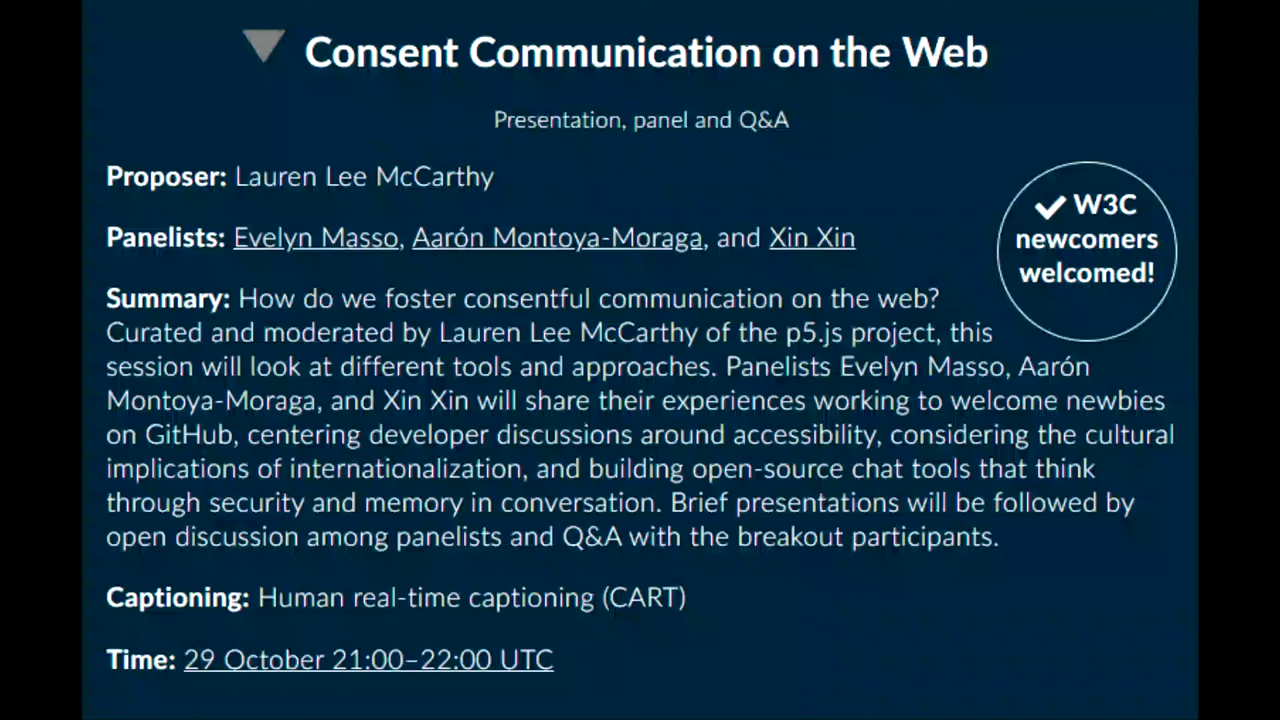 Consent Communication on the Web
Presentation, panel and Q&A
Proposer: Lauren Lee McCarthy
Panelists: Evelyn Masso, Aarón Montoya-Moraga, and Xin Xin
✔ W3C
newcomers
welcomed!
Summary: How do we foster consentful communication on the web?
Curated and moderated by Lauren Lee McCarthy of the p5.js project, this
session will look at different tools and approaches. Panelists Evelyn Masso, Aarón
Montoya-Moraga, and Xin Xin will share their experiences working to welcome newbies
on GitHub, centering developer discussions around accessibility, considering the cultural
implications of internationalization, and building open-source chat tools that think
through security and memory in conversation. Brief presentations will be followed by
open discussion among panelists and Q&A with the breakout participants.
Captioning: Human real-time captioning (CART)
Time: 29 October 21:00–22:00 UTC